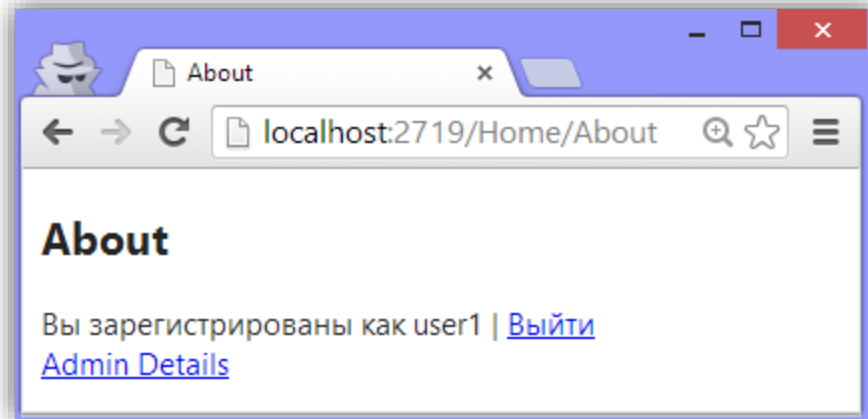 About
localhost:2719/Home/About
About
Вы зарегистрированы как user1 | Выйти
Admin Details